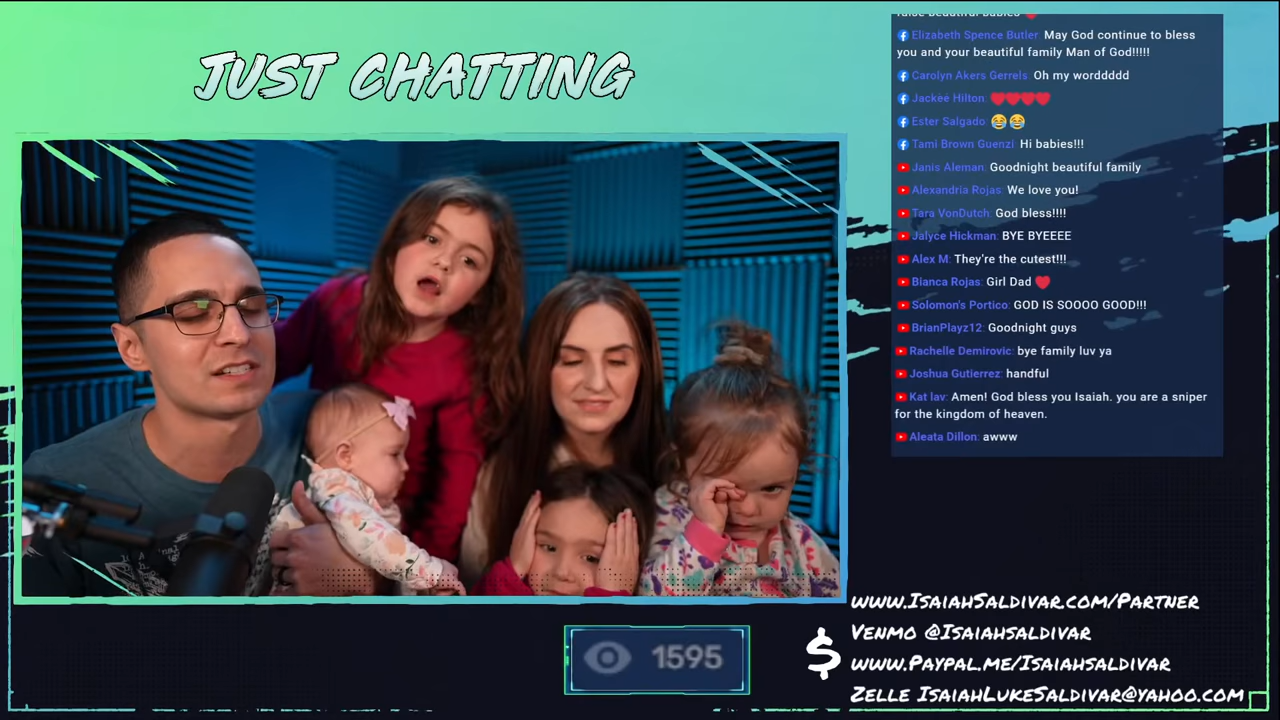 JUST CHATTING
Elizabeth Spence Butler: May God continue to bless
you and your beautiful family Man of God!!!!!
Carolyn Akers Gerrels: Oh my worddddd
Jackëë Hilton: ❤️❤️❤️❤️
Ester Salgado: 😂😂
Tami Brown Guenzi: Hi babies!!!
Janis Aleman: Goodnight beautiful family
Alexandria Rojas: We love you!
Tara VonDutch: God bless!!!!
Jalyce Hickman: BYE BYEEEE
Alex M: They're the cutest!!!
Bianca Rojas: Girl Dad ❤️
Solomon's Portico: GOD IS SOOOO GOOD!!!
BrianPlayz12: Goodnight guys
Rachelle Demirovic: bye family luv ya
Joshua Gutierrez: handful
Kat lav: Amen! God bless you Isaiah. you are a sniper
for the kingdom of heaven.
Aleata Dillon: awww
1595
$
www.IsaiahSaldivar.com/Partner
Venmo @Isaiahsaldivar
www.Paypal.me/Isaiahsaldivar
Zelle IsaiahLukeSaldivar@yahoo.com